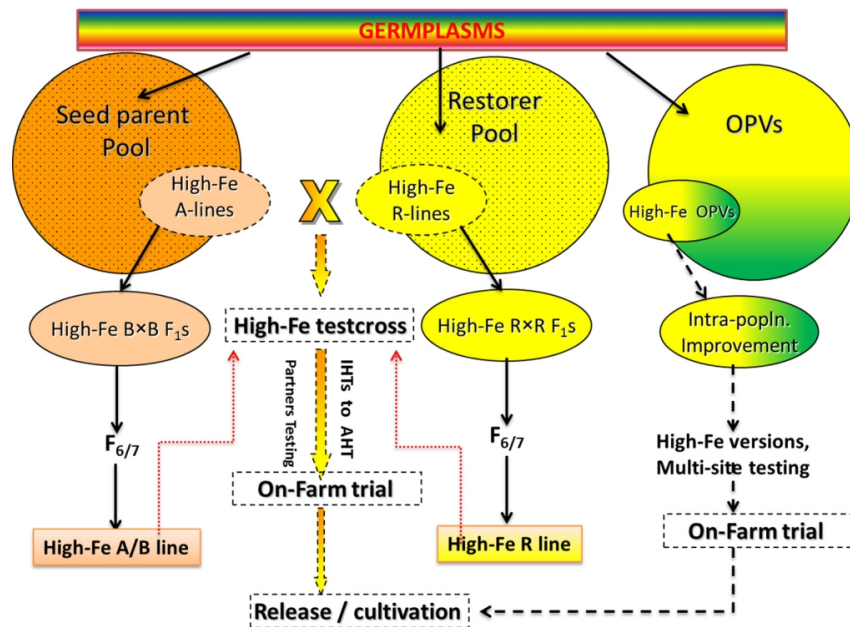 GERMPLASMS
Seed parent
Pool
Restorer
Pool
OPVs
High-Fe
A-lines
X
High-Fe
R-lines
High-Fe OPVs
High-Fe B×B F₁s
High-Fe testcross
High-Fe R×R F₁s
Intra-popln.
Improvement
Partners Testing
IHTs to AHT
F₆/₇
F₆/₇
High-Fe versions,
Multi-site testing
On-Farm trial
On-Farm trial
High-Fe A/B line
High-Fe R line
Release / cultivation